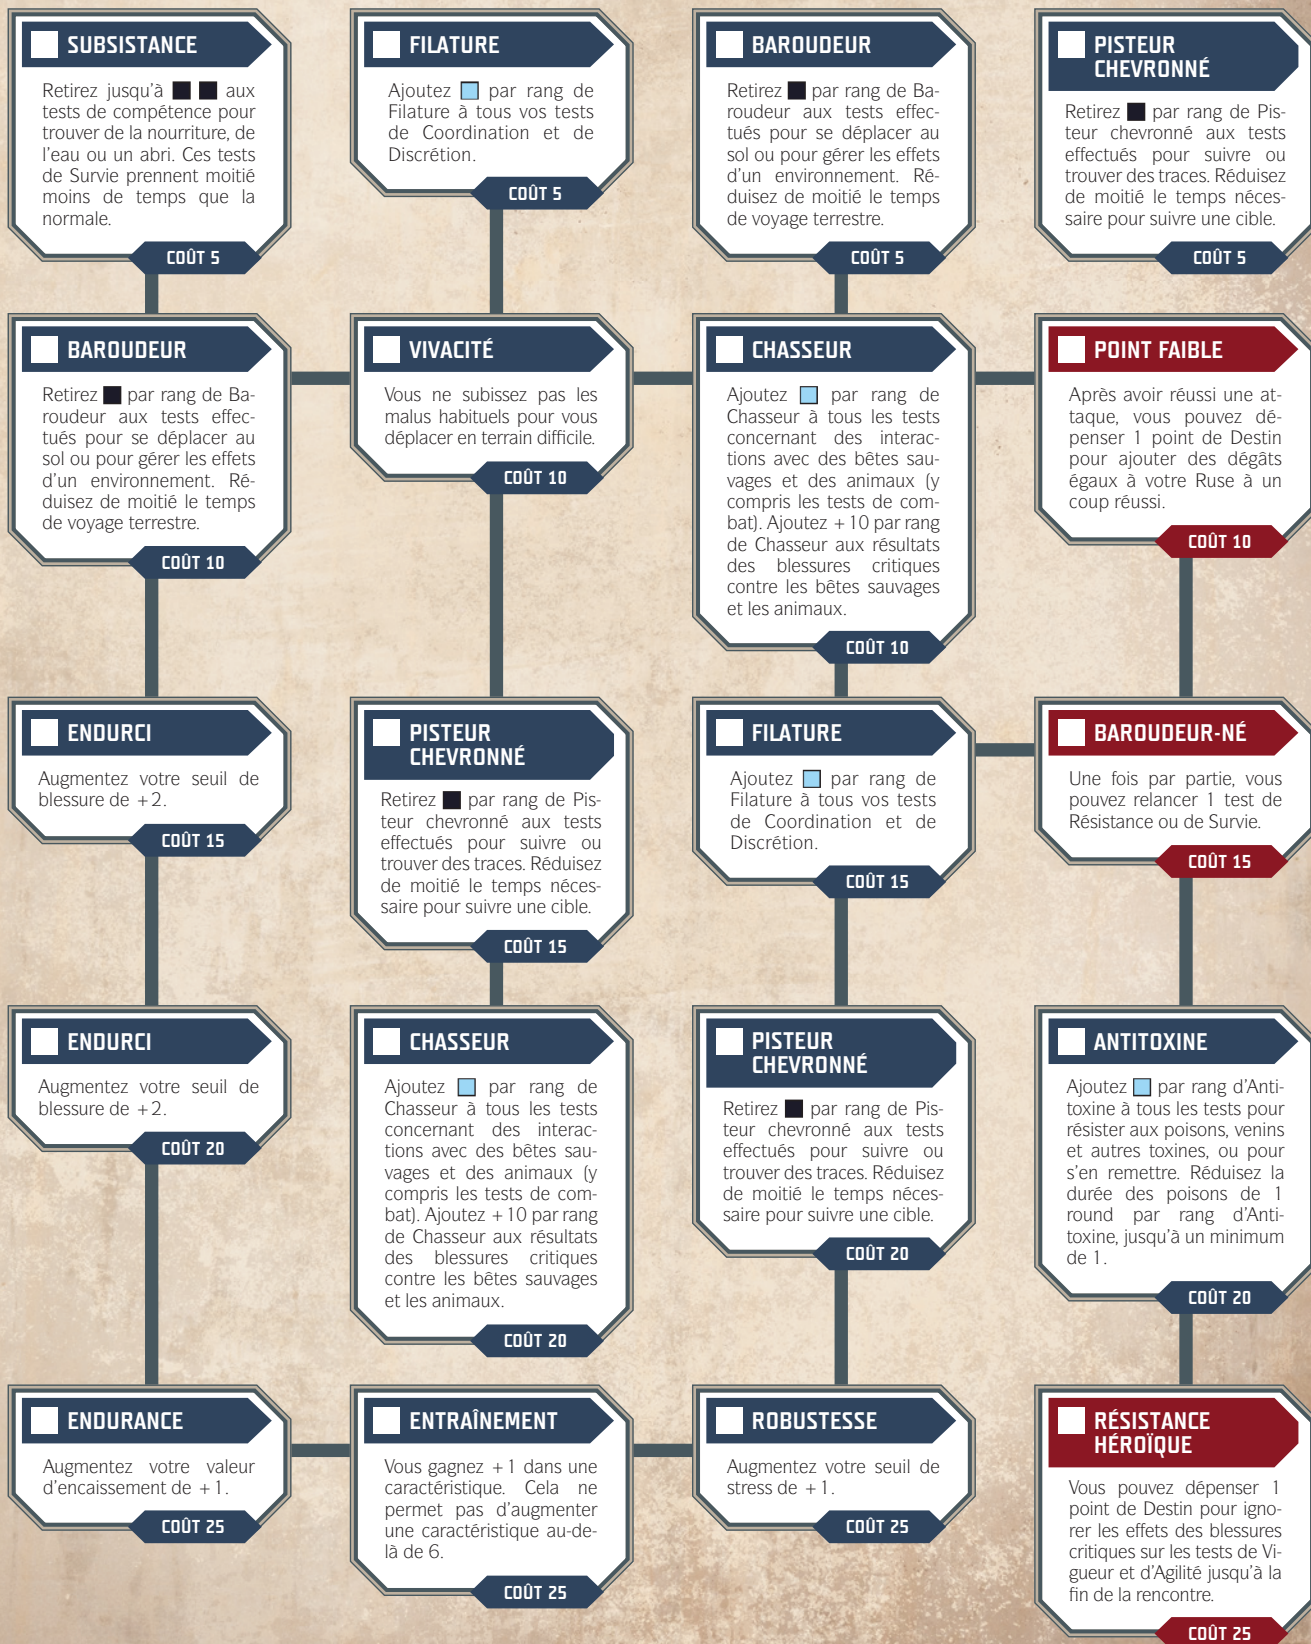 SUBSISTANCE
Retirez jusqu'à aux
tests de compétence pour
trouver de la nourriture, de
l'eau ou un abri. Ces tests
de Survie prennent moitié
moins de temps que la
normale.
COÛT 5
FILATURE
Ajoutez par rang de
Filature à tous vos tests
de Coordination et de
Discrétion.
COÛT 5
BAROUDEUR
Retirez par rang de Ba-
roudeur aux tests effec-
tués pour se déplacer au
sol ou pour gérer les effets
d'un environnement. Ré-
duisez de moitié le temps
de voyage terrestre.
COÛT 5
PISTEUR
CHEVRONNÉ
Retirez par rang de Pis-
teur chevronné aux tests
effectués pour suivre ou
trouver des traces. Réduisez
de moitié le temps néces-
saire pour suivre une cible.
COÛT 5
BAROUDEUR
Retirez par rang de Ba-
roudeur aux tests effec-
tués pour se déplacer au
sol ou pour gérer les effets
d'un environnement. Ré-
duisez de moitié le temps
de voyage terrestre.
COÛT 10
VIVACITÉ
Vous ne subissez pas les
malus habituels pour vous
déplacer en terrain difficile.
COÛT 10
CHASSEUR
Ajoutez par rang de
Chasseur à tous les tests
concernant des interac-
tions avec des bêtes sau-
vages et des animaux (y
compris les tests de com-
bat). Ajoutez +10 par rang
de Chasseur aux résultats
des blessures critiques
contre les bêtes sauvages
et les animaux.
COÛT 10
POINT FAIBLE
Après avoir réussi une at-
taque, vous pouvez dé-
penser 1 point de Destin
pour ajouter des dégâts
égaux à votre Ruse à un
coup réussi.
COÛT 10
ENDURCI
Augmentez votre seuil de
blessure de +2.
COÛT 15
PISTEUR
CHEVRONNÉ
Retirez par rang de Pis-
teur chevronné aux tests
effectués pour suivre ou
trouver des traces. Réduisez
de moitié le temps néces-
saire pour suivre une cible.
COÛT 15
FILATURE
Ajoutez par rang de
Filature à tous vos tests
de Coordination et de
Discrétion.
COÛT 15
BAROUDEUR-NÉ
Une fois par partie, vous
pouvez relancer 1 test de
Résistance ou de Survie.
COÛT 15
ENDURCI
Augmentez votre seuil de
blessure de +2.
COÛT 20
CHASSEUR
Ajoutez par rang de
Chasseur à tous les tests
concernant des interac-
tions avec des bêtes sau-
vages et des animaux (y
compris les tests de com-
bat). Ajoutez +10 par rang
de Chasseur aux résultats
des blessures critiques
contre les bêtes sauvages
et les animaux.
COÛT 20
PISTEUR
CHEVRONNÉ
Retirez par rang de Pis-
teur chevronné aux tests
effectués pour suivre ou
trouver des traces. Réduisez
de moitié le temps néces-
saire pour suivre une cible.
COÛT 20
ANTITOXINE
Ajoutez par rang d'Anti-
toxine à tous les tests pour
résister aux poisons, venins
et autres toxines, ou pour
s'en remettre. Réduisez la
durée des poisons de 1
round par rang d'Anti-
toxine, jusqu'à un minimum
de 1.
COÛT 20
ENDURANCE
Augmentez votre valeur
d'encaissement de +1.
COÛT 25
ENTRAÎNEMENT
Vous gagnez +1 dans une
caractéristique. Cela ne
permet pas d'augmenter
une caractéristique au-de-
là de 6.
COÛT 25
ROBUSTESSE
Augmentez votre seuil de
stress de +1.
COÛT 25
RÉSISTANCE
HÉROÏQUE
Vous pouvez dépenser 1
point de Destin pour igno-
rer les effets des blessures
critiques sur les tests de Vi-
gueur et d'Agilité jusqu'à la
fin de la rencontre.
COÛT 25